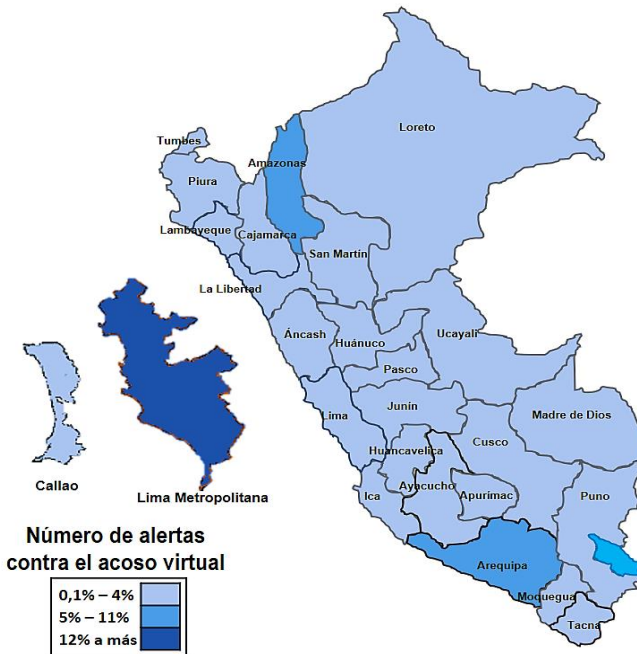 Loreto
Tumbes
Amazonas
Piura
Lambayeque
Cajamarca
San Martín
La Libertad
Áncash
Huánuco
Ucayali
Pasco
Lima
Junín
Madre de Dios
Cusco
Huancavelica
Callao
Lima Metropolitana
Ica
Ayacucho
Apurímac
Puno
Arequipa
Moquegua
Tacna
Número de alertas
contra el acoso virtual
0,1% – 4%
5% – 11%
12% a más